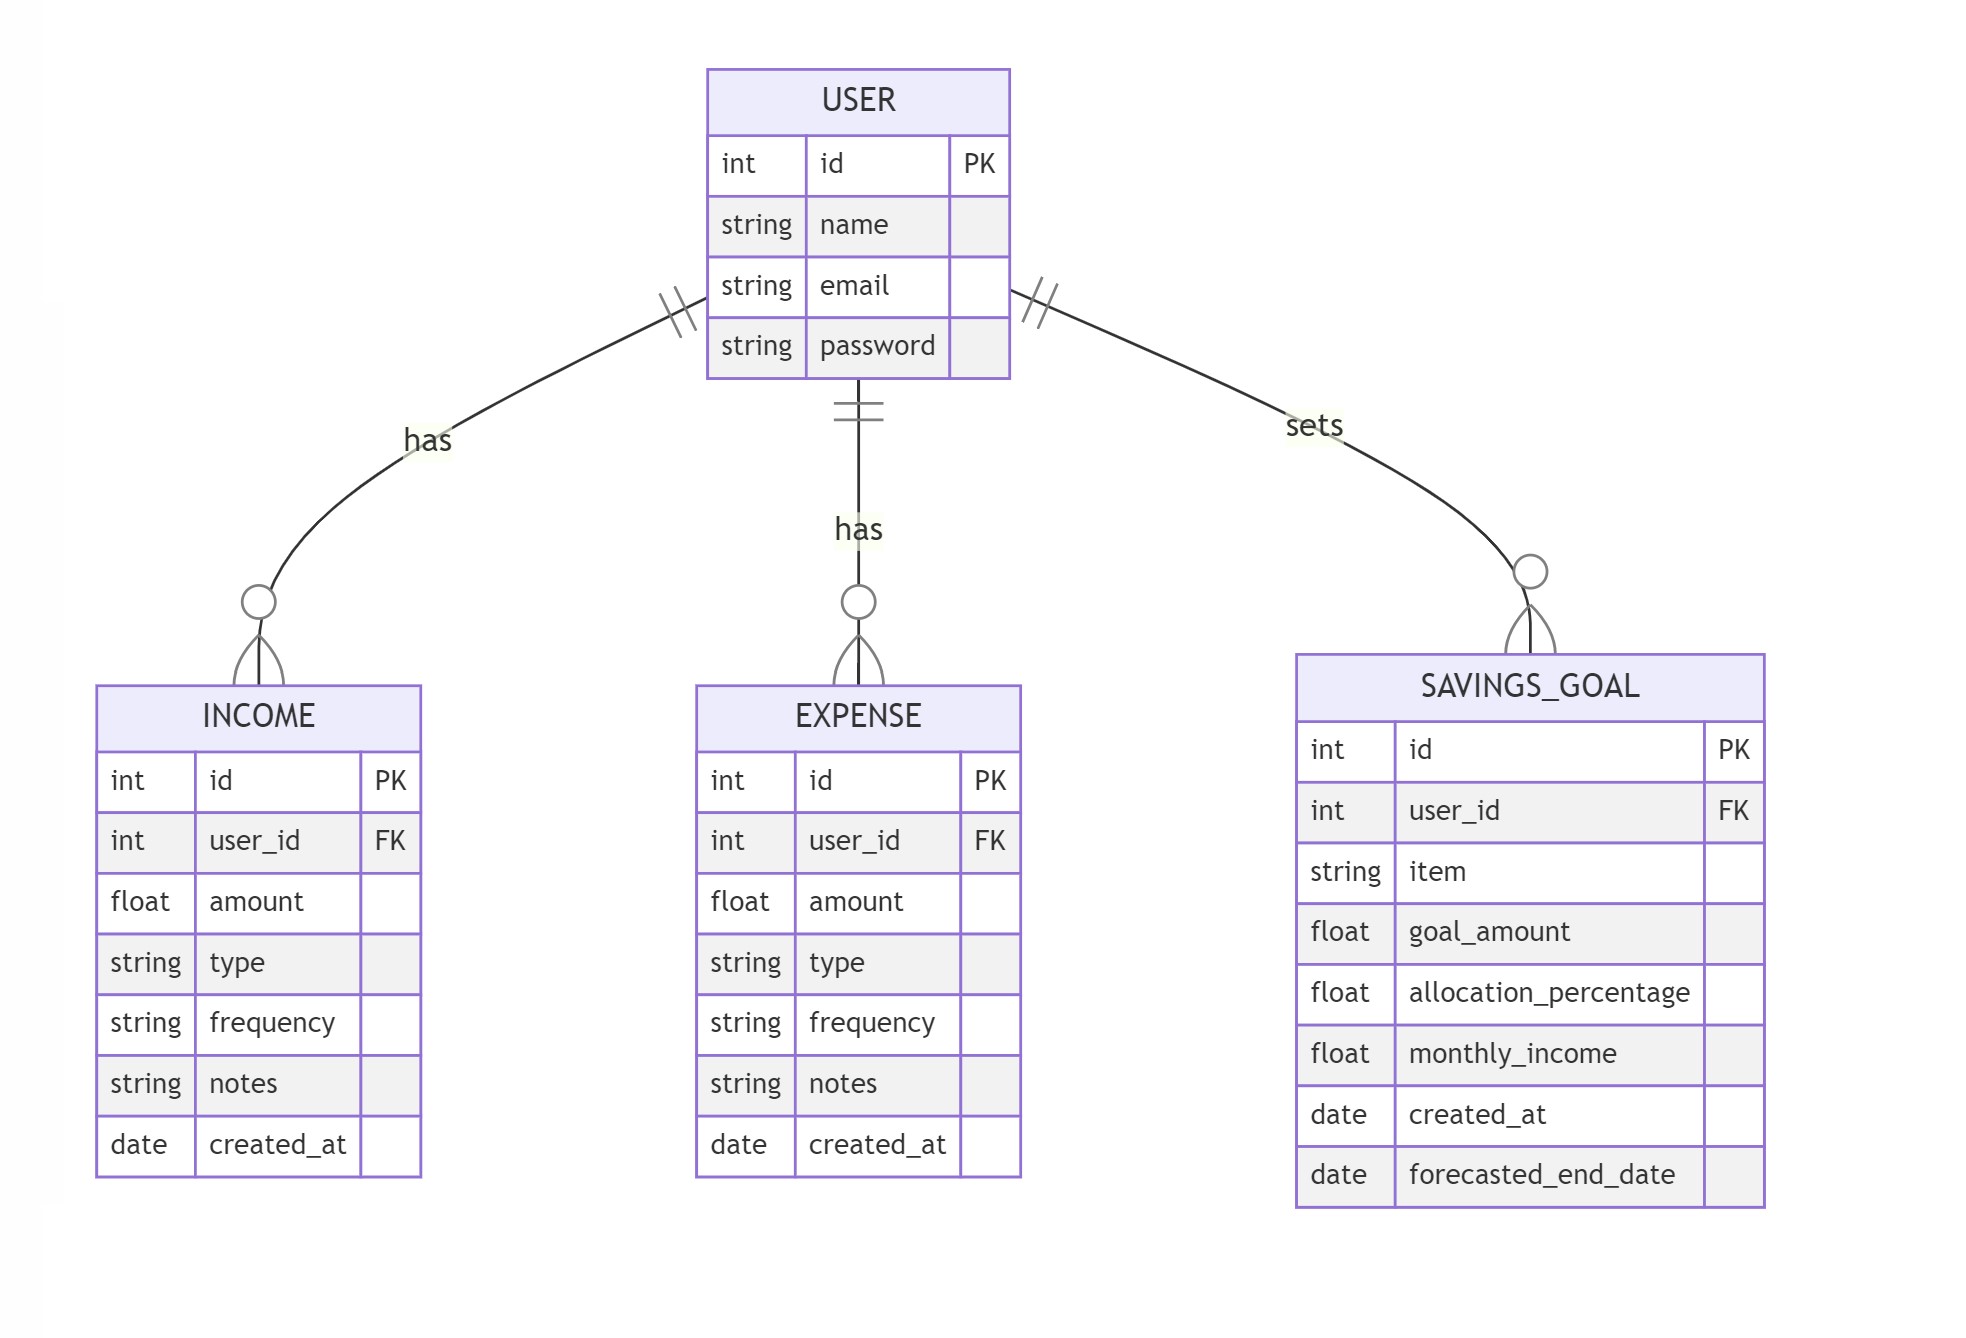 USER
int id PK
string name
string email
string password
has
has
sets
INCOME
int id PK
int user_id FK
float amount
string type
string frequency
string notes
date created_at
EXPENSE
int id PK
int user_id FK
float amount
string type
string frequency
string notes
date created_at
SAVINGS_GOAL
int id PK
int user_id FK
string item
float goal_amount
float allocation_percentage
float monthly_income
date created_at
date forecasted_end_date